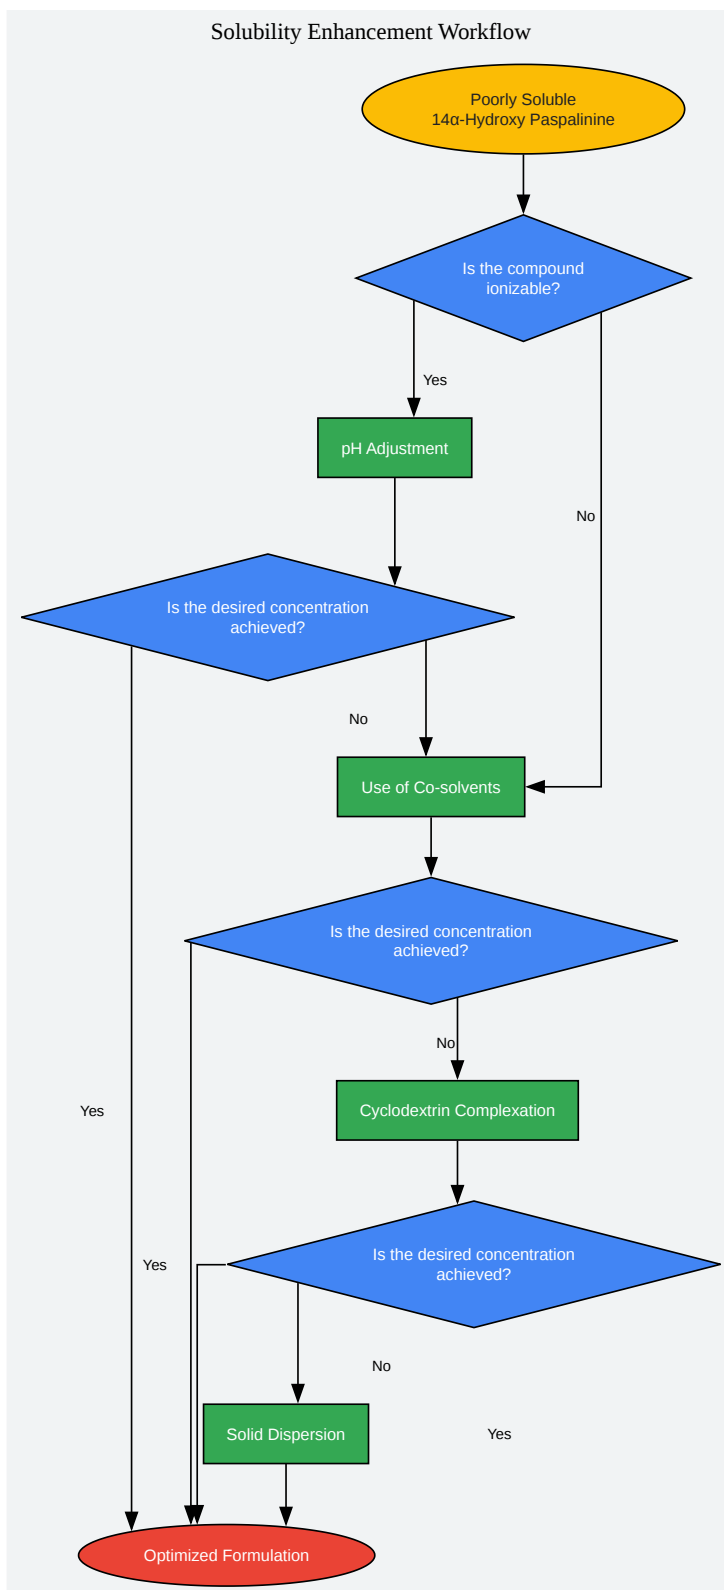 Solubility Enhancement Workflow
Poorly Soluble
14α-Hydroxy Paspalinine
Is the compound
ionizable?
Yes
pH Adjustment
No
Is the desired concentration
achieved?
No
Use of Co-solvents
Is the desired concentration
achieved?
No
Cyclodextrin Complexation
Yes
Is the desired concentration
achieved?
Yes
No
Solid Dispersion
Yes
Optimized Formulation